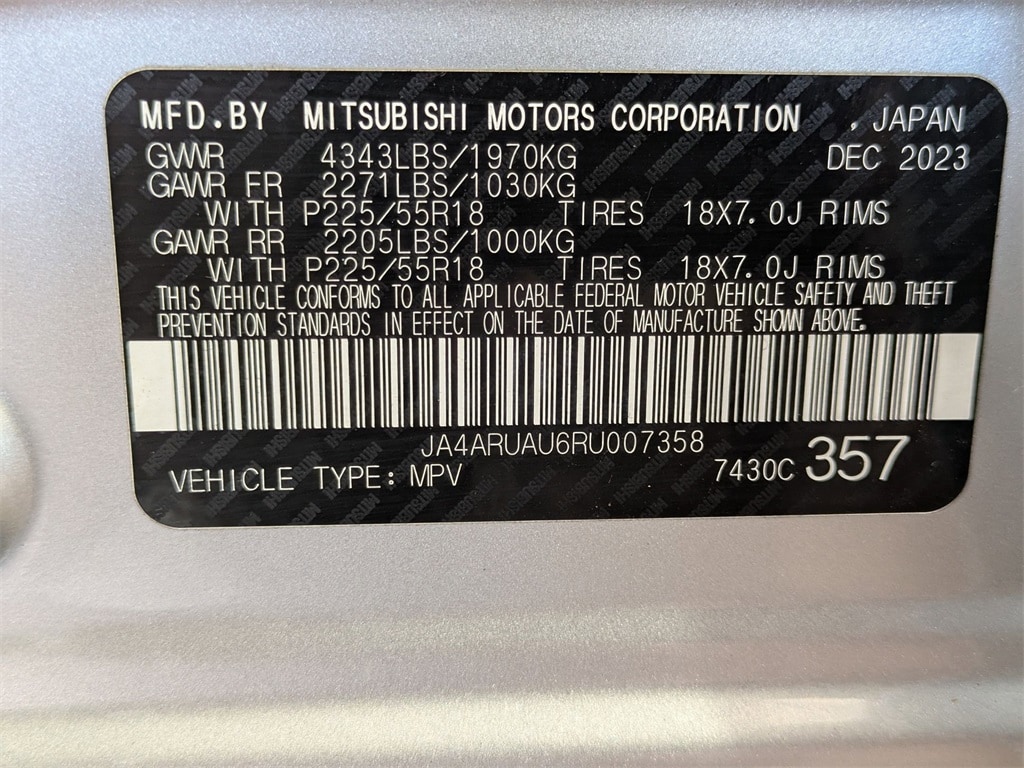 MFD.BY MITSUBISHI MOTORS CORPORATION , JAPAN
GVWR 4343LBS/1970KG DEC 2023
GAWR FR 2271LBS/1030KG
WITH P225/55R18 TIRES 18X7.0J RIMS
GAWR RR 2205LBS/1000KG
WITH P225/55R18 TIRES 18X7.0J RIMS
THIS VEHICLE CONFORMS TO ALL APPLICABLE FEDERAL MOTOR VEHICLE SAFETY AND THEFT
PREVENTION STANDARDS IN EFFECT ON THE DATE OF MANUFACTURE SHOWN ABOVE.
JA4ARUAU6RU007358
VEHICLE TYPE: MPV 7430C 357